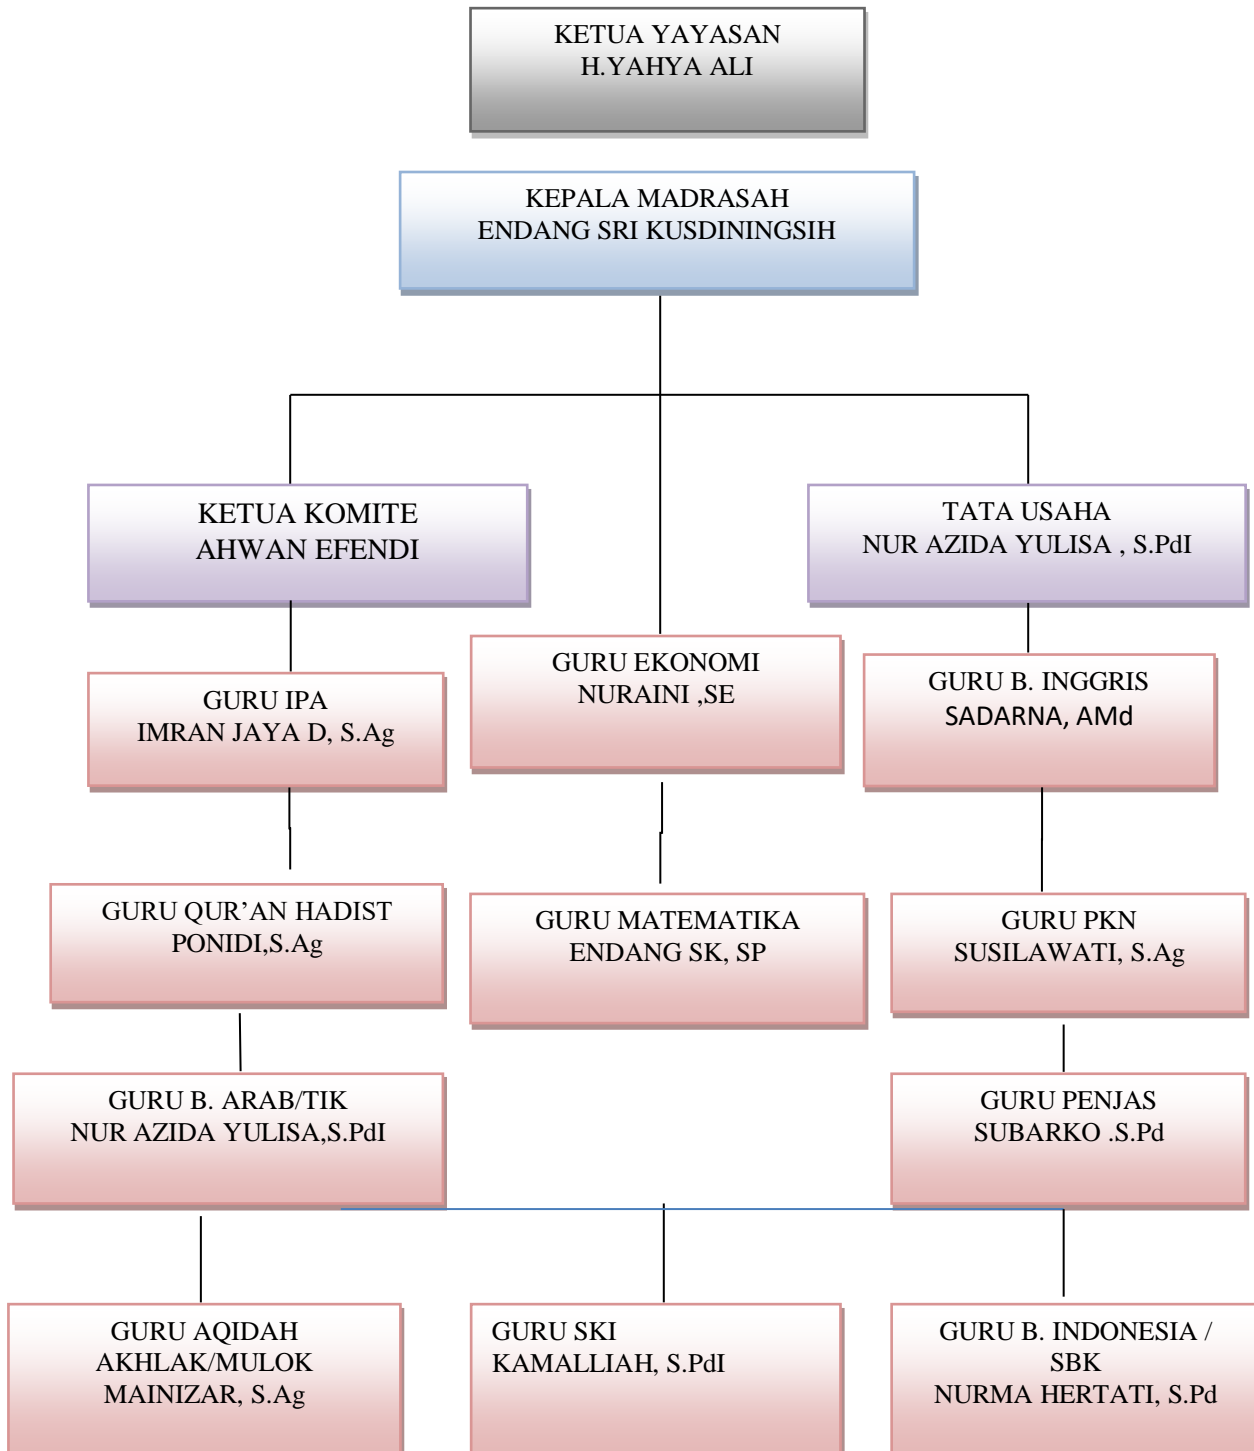 KETUA YAYASAN
H.YAHYA ALI
KEPALA MADRASAH
ENDANG SRI KUSDININGSIH
KETUA KOMITE
AHWAN EFENDI
TATA USAHA
NUR AZIDA YULISA , S.PdI
GURU IPA
IMRAN JAYA D, S.Ag
GURU EKONOMI
NURAINI ,SE
GURU B. INGGRIS
SADARNA, AMd
GURU QUR’AN HADIST
PONIDI,S.Ag
GURU MATEMATIKA
ENDANG SK, SP
GURU PKN
SUSILAWATI, S.Ag
GURU B. ARAB/TIK
NUR AZIDA YULISA,S.PdI
GURU PENJAS
SUBARKO .S.Pd
GURU AQIDAH
AKHLAK/MULOK
MAINIZAR, S.Ag
GURU SKI
KAMALLIAH, S.PdI
GURU B. INDONESIA /
SBK
NURMA HERTATI, S.Pd